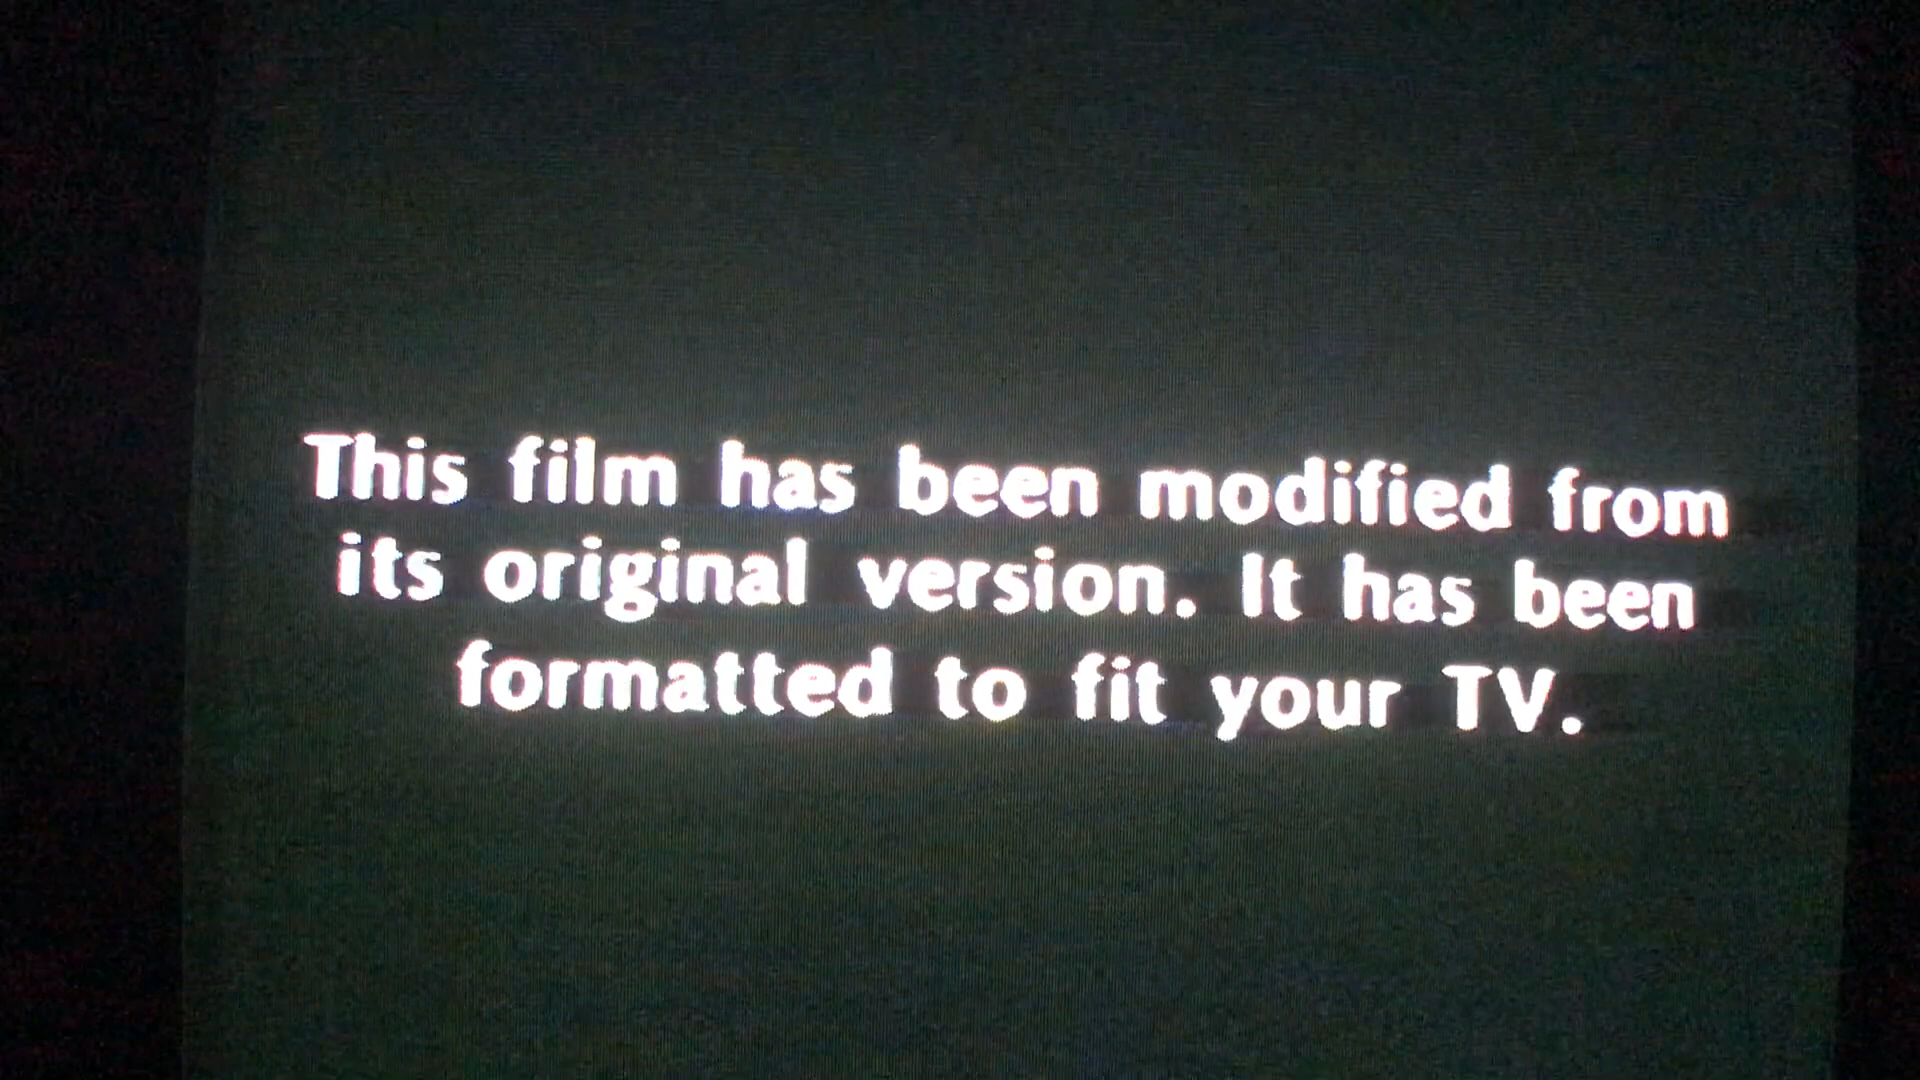 This film has been modified from
its original version. It has been
formatted to fit your TV.